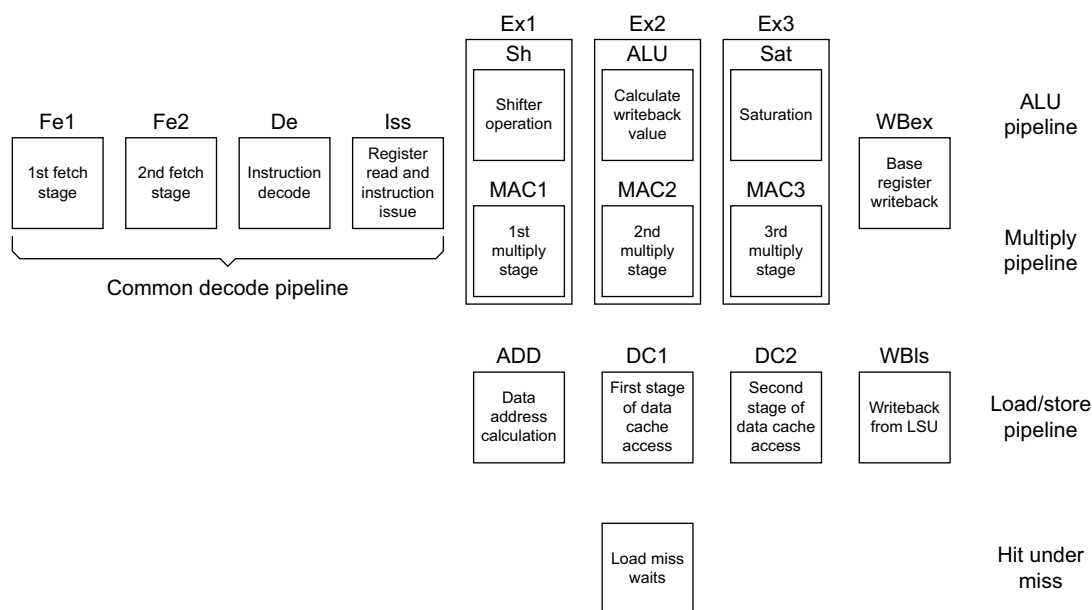 Ex1
Ex2
Ex3
Sh
ALU
Sat
Shifter
operation
Calculate
writeback
value
Saturation
ALU
pipeline
Fe1
Fe2
De
Iss
WBex
1st fetch
stage
2nd fetch
stage
Instruction
decode
Register
read and
instruction
issue
Base
register
writeback
MAC1
MAC2
MAC3
1st
multiply
stage
2nd
multiply
stage
3rd
multiply
stage
Multiply
pipeline
Common decode pipeline
ADD
DC1
DC2
WBls
Data
address
calculation
First stage
of data
cache
access
Second
stage of
data cache
access
Writeback
from LSU
Load/store
pipeline
Load miss
waits
Hit under
miss